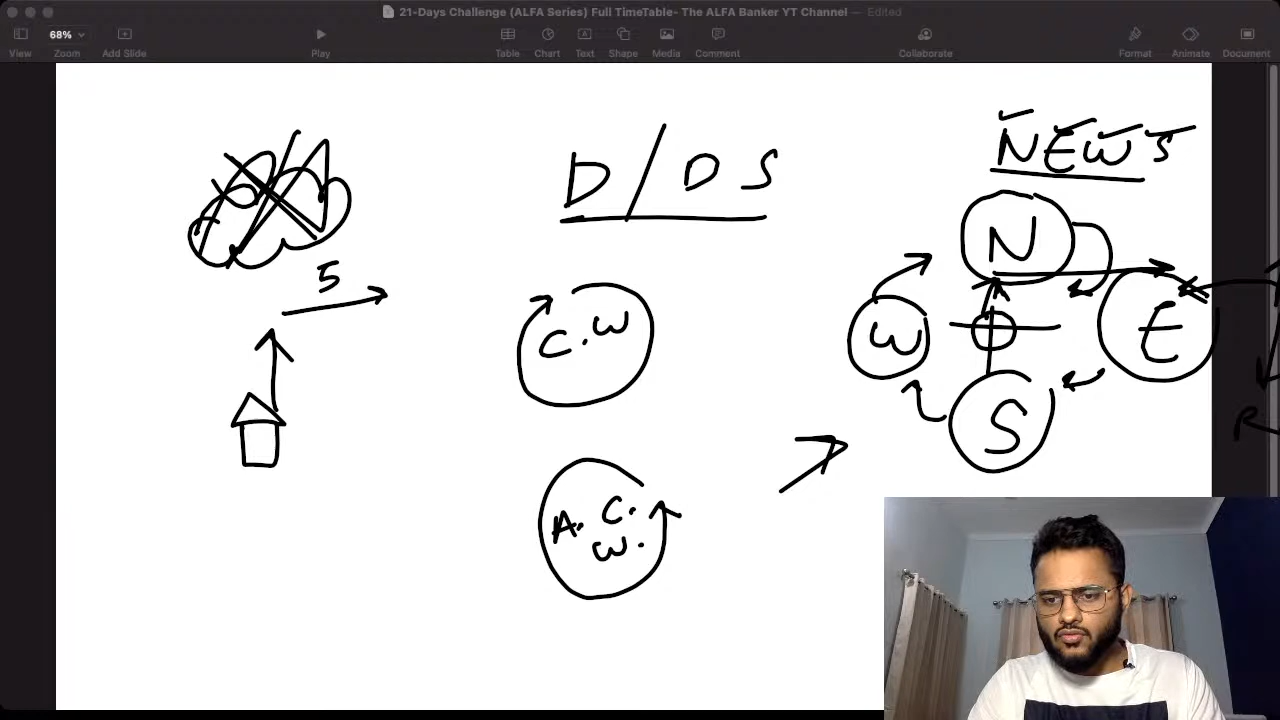 21-Days Challenge (ALFA Series) Full TimeTable- The ALFA Banker YT Channel — Edited
68%
View Zoom Add Slide Play Table Chart Text Shape Media Comment Collaborate Format Animate Document
D/DS
NEWS
N
5
C.W
W
E
S
A. C.
W.
R